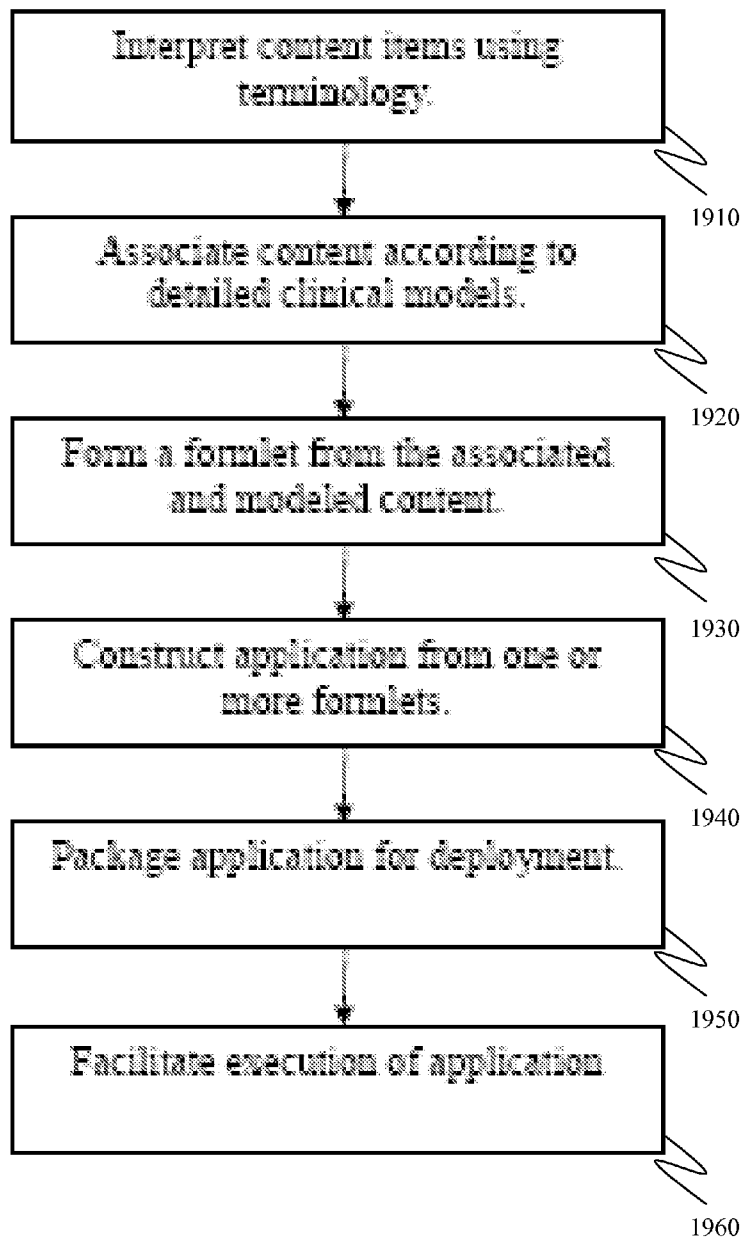 Interpret content items using
terminology.
1910
Associate content according to
detailed clinical models.
1920
Form a formlet from the associated
and modeled content.
1930
Construct application from one or
more formlets.
1940
Package application for deployment.
1950
Facilitate execution of application
1960